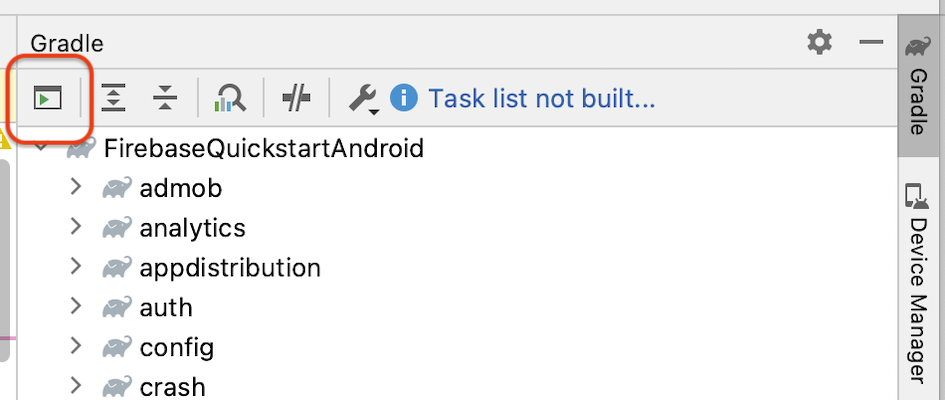 Gradle
Task list not built...
FirebaseQuickstartAndroid
admob
analytics
appdistribution
auth
config
crash
Gradle
Device Manager